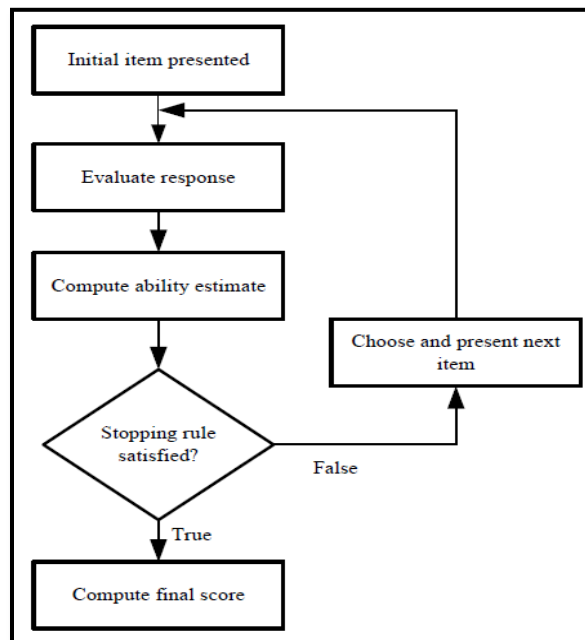 Initial item presented
Evaluate response
Compute ability estimate
Choose and present next
item
Stopping rule
satisfied?
False
True
Compute final score